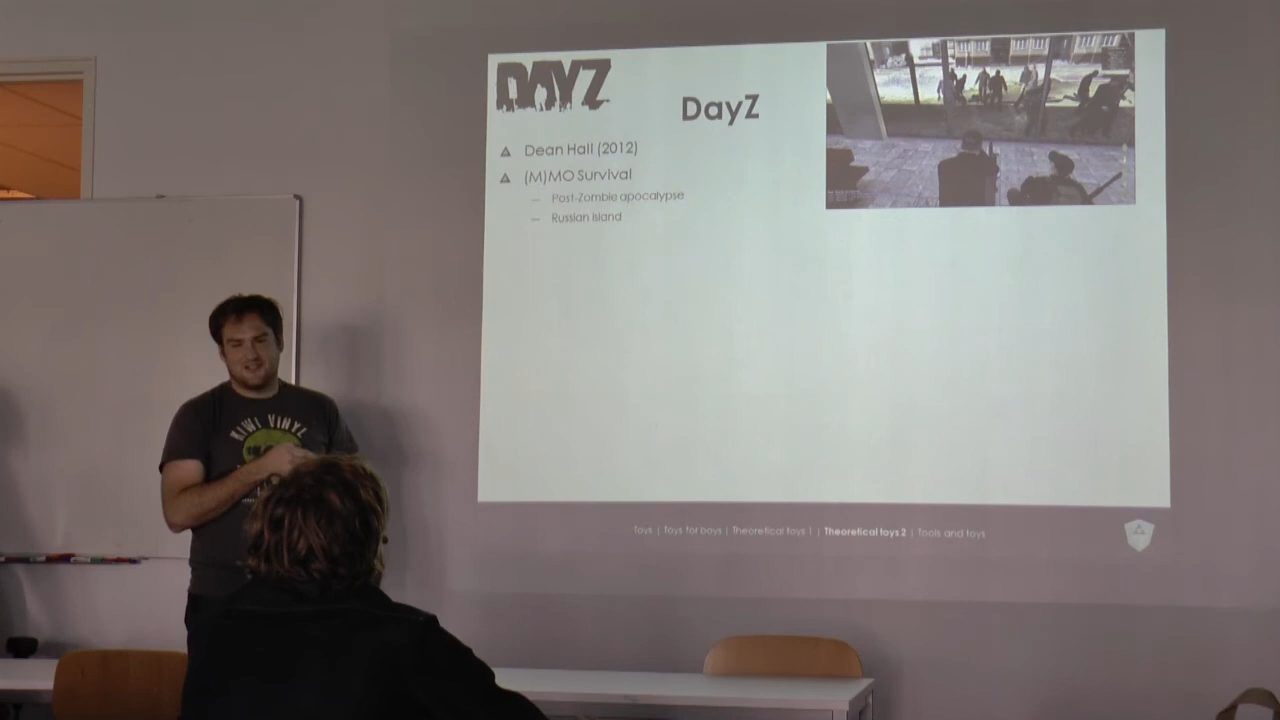 DAYZ
DayZ
Dean Hall (2012)
(M)MO Survival
Post-Zombie apocalypse
Russian island
KIWI VINYL
Toys | Toys for boys | Theoretical toys 1 | Theoretical toys 2 | Tools and toys